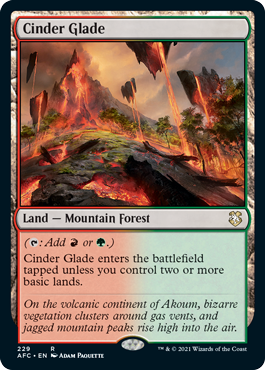 Cinder Glade
Land — Mountain Forest
(: Add  or .)
Cinder Glade enters the battlefield
tapped unless you control two or more
basic lands.
On the volcanic continent of Akoum, bizarre
vegetation clusters around gas vents, and
jagged mountain peaks rise high into the air.
229 R
AFC • EN Adam Paquette
™ & © 2021 Wizards of the Coast